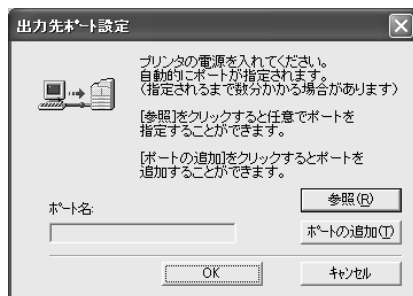 出力先ﾎﾟｰﾄ設定
プリンタの電源を入れてください。
自動的にポートが指定されます。
(指定されるまで数分かかる場合があります)
[参照]をクリックすると任意でポートを
指定することができます。
[ポートの追加]をクリックするとポートを
追加することができます。
参照(R)
ﾎﾟｰﾄ名:
ﾎﾟｰﾄの追加(T)
OK
ｷｬﾝｾﾙ